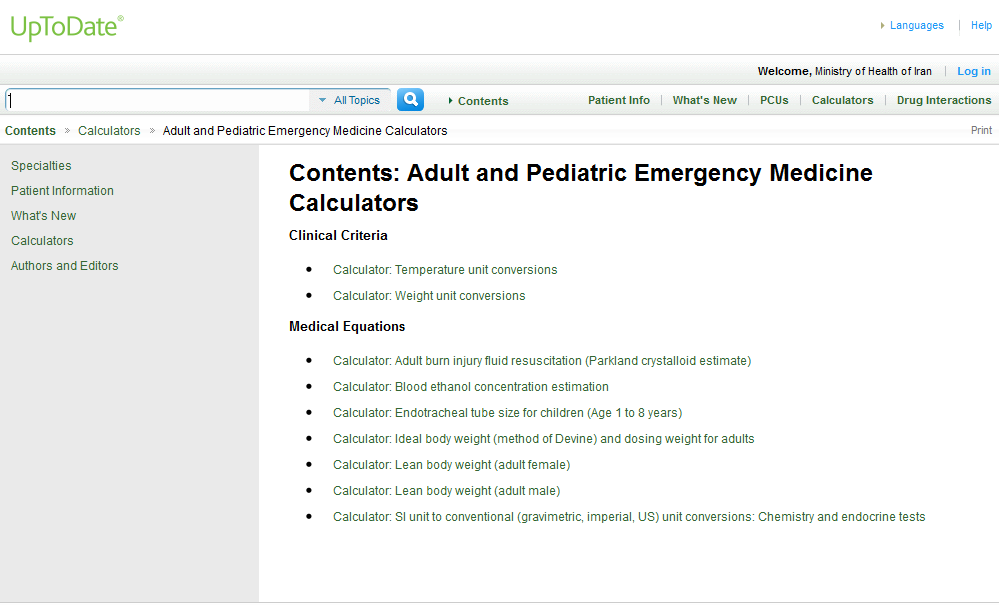 UpToDate®
Languages | Help
Welcome, Ministry of Health of Iran | Log in
All Topics
Contents
Patient Info | What's New | PCUs | Calculators | Drug Interactions
Contents » Calculators » Adult and Pediatric Emergency Medicine Calculators
Print
Specialties
Patient Information
What's New
Calculators
Authors and Editors
Contents: Adult and Pediatric Emergency Medicine
Calculators
Clinical Criteria
• Calculator: Temperature unit conversions
• Calculator: Weight unit conversions
Medical Equations
• Calculator: Adult burn injury fluid resuscitation (Parkland crystalloid estimate)
• Calculator: Blood ethanol concentration estimation
• Calculator: Endotracheal tube size for children (Age 1 to 8 years)
• Calculator: Ideal body weight (method of Devine) and dosing weight for adults
• Calculator: Lean body weight (adult female)
• Calculator: Lean body weight (adult male)
• Calculator: SI unit to conventional (gravimetric, imperial, US) unit conversions: Chemistry and endocrine tests